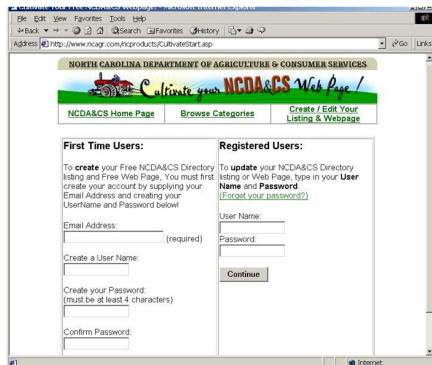 File Edit View Favorites Tools Help
Back Search Favorites History
Address http://www.ncagr.com/ncproducts/CultivateStart.asp Go Links
NORTH CAROLINA DEPARTMENT OF AGRICULTURE & CONSUMER SERVICES
Cultivate your NCDA&CS Web Page!
NCDA&CS Home Page Browse Categories Create / Edit Your Listing & Webpage
First Time Users:
To create your Free NCDA&CS Directory
listing and Free Web Page, You must first
create your account by supplying your
Email Address and creating your
UserName and Password below!
Email Address:
(required)
Create a User Name:
Create your Password:
(must be at least 4 characters)
Confirm Password:
Registered Users:
To update your NCDA&CS Directory
listing or Web Page, type in your User
Name and Password.
(Forgot your password?)
User Name:
Password:
Continue
Internet